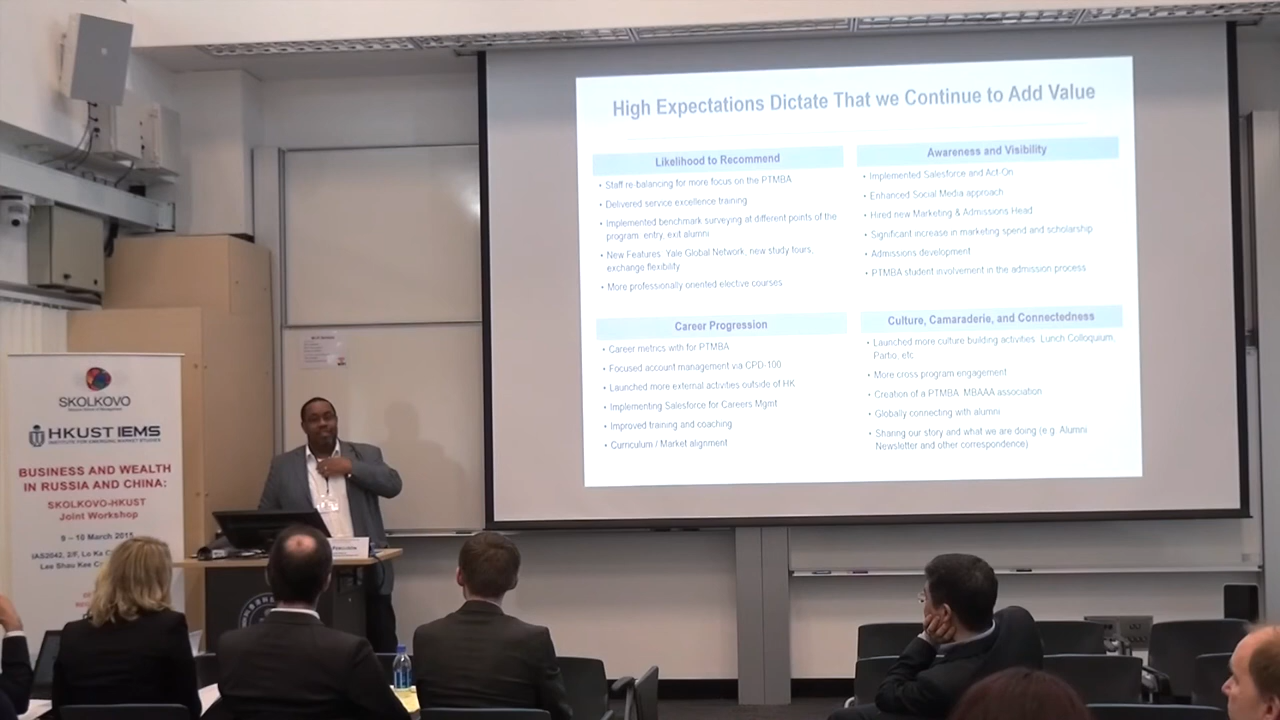 High Expectations Dictate That we Continue to Add Value
Likelihood to Recommend
• Staff re balancing for more focus on the PTMBA
• Delivered service excellence training
• Implemented benchmark surveying at different points of the
program: entry, exit alumni
• New Features: Yale Global Network, new study tours,
exchange flexibility
• More professionally oriented elective courses
Awareness and Visibility
• Implemented Salesforce and Act-On
• Enhanced Social Media approach
• Hired new Marketing & Admissions Head
• Significant increase in marketing spend and scholarship
• Admissions development
• PTMBA student involvement in the admission process
Career Progression
• Career metrics with for PTMBA
• Focused account management via CPD-100
• Launched more external activities outside of HK
• Implementing Salesforce for Careers Mgmt
• Improved training and coaching
• Curriculum / Market alignment
Culture, Camaraderie, and Connectedness
• Launched more culture building activities: Lunch Colloquium,
Partio, etc
• More cross program engagement
• Creation of a PTMBA: MBAAA association
• Globally connecting with alumni
• Sharing our story and what we are doing (e.g. Alumni
Newsletter and other correspondence)
SKOLKOVO
HKUST IEMS
INSTITUTE FOR EMERGING MARKET STUDIES
BUSINESS AND WEALTH
IN RUSSIA AND CHINA:
SKOLKOVO-HKUST
Joint Workshop
9 – 10 March 2015
IAS2042, 2/F, Lo Ka
Lee Shau Kee